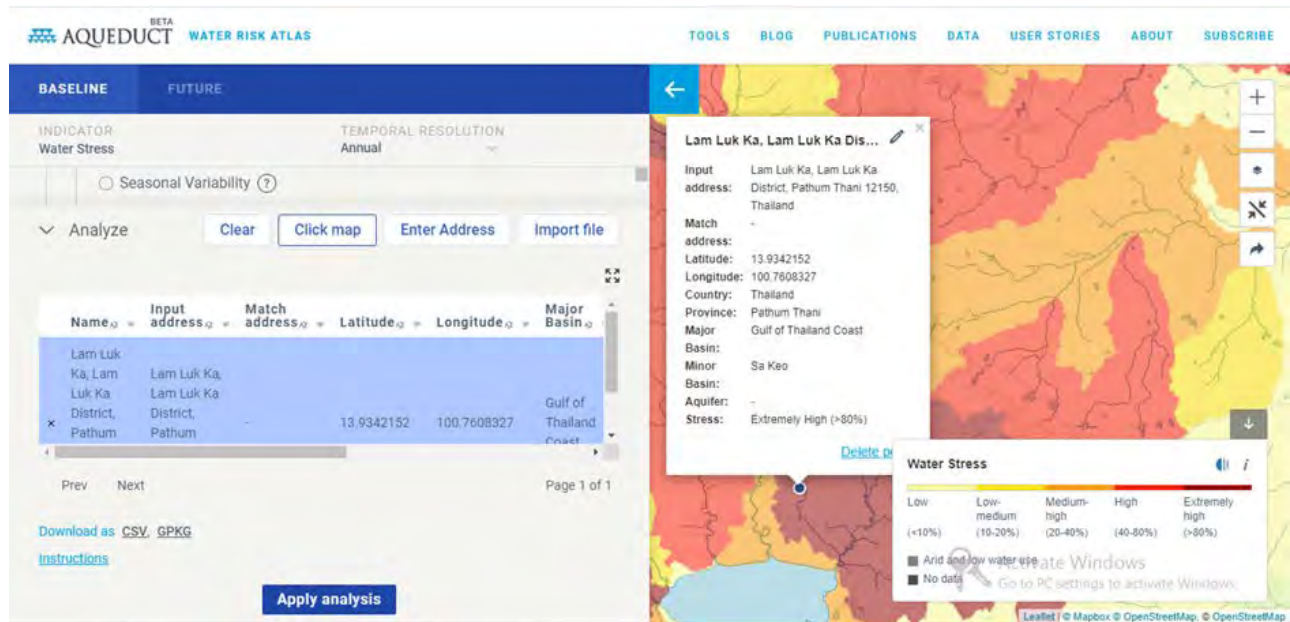 BETA
AQUEDUCT WATER RISK ATLAS
TOOLS BLOG PUBLICATIONS DATA USER STORIES ABOUT SUBSCRIBE
BASELINE FUTURE
INDICATOR TEMPORAL RESOLUTION
Water Stress Annual
Seasonal Variability ?
Analyze Clear Click map Enter Address Import file
Name Input address Match address Latitude Longitude Major Basin
Lam Luk
Ka, Lam
Luk Ka
District,
Pathum
Lam Luk Ka,
Lam Luk Ka
District,
Pathum
-
13.9342152 100.7608327
Gulf of
Thailand
Coast
Prev Next Page 1 of 1
Download as CSV, GPKG
Instructions
Apply analysis
Lam Luk Ka, Lam Luk Ka Dis...
Input address: Lam Luk Ka, Lam Luk Ka
District, Pathum Thani 12150,
Thailand
Match address: -
Latitude: 13.9342152
Longitude: 100.7608327
Country: Thailand
Province: Pathum Thani
Major Basin: Gulf of Thailand Coast
Minor Basin: Sa Keo
Aquifer: -
Stress: Extremely High (>80%)
Delete po
Water Stress
Low Low-medium Medium-high High Extremely high
(<10%) (10-20%) (20-40%) (40-80%) (>80%)
Arid and low water use
No data
Activate Windows
Go to PC settings to activate Windows.
Leaflet | © Mapbox © OpenStreetMap, © OpenStreetMap